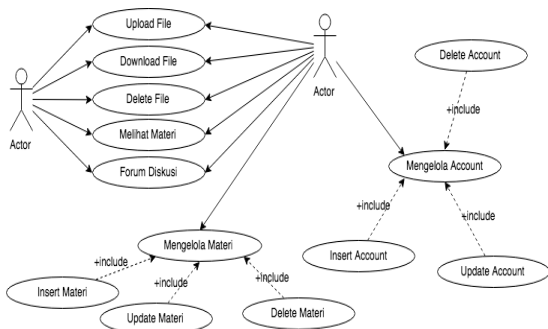 Upload File
Download File
Delete File
Melihat Materi
Forum Diskusi
Actor
Actor
Delete Account
+include
Mengelola Account
+include
+include
Insert Account
Update Account
Mengelola Materi
+include
+include
+include
Insert Materi
Update Materi
Delete Materi